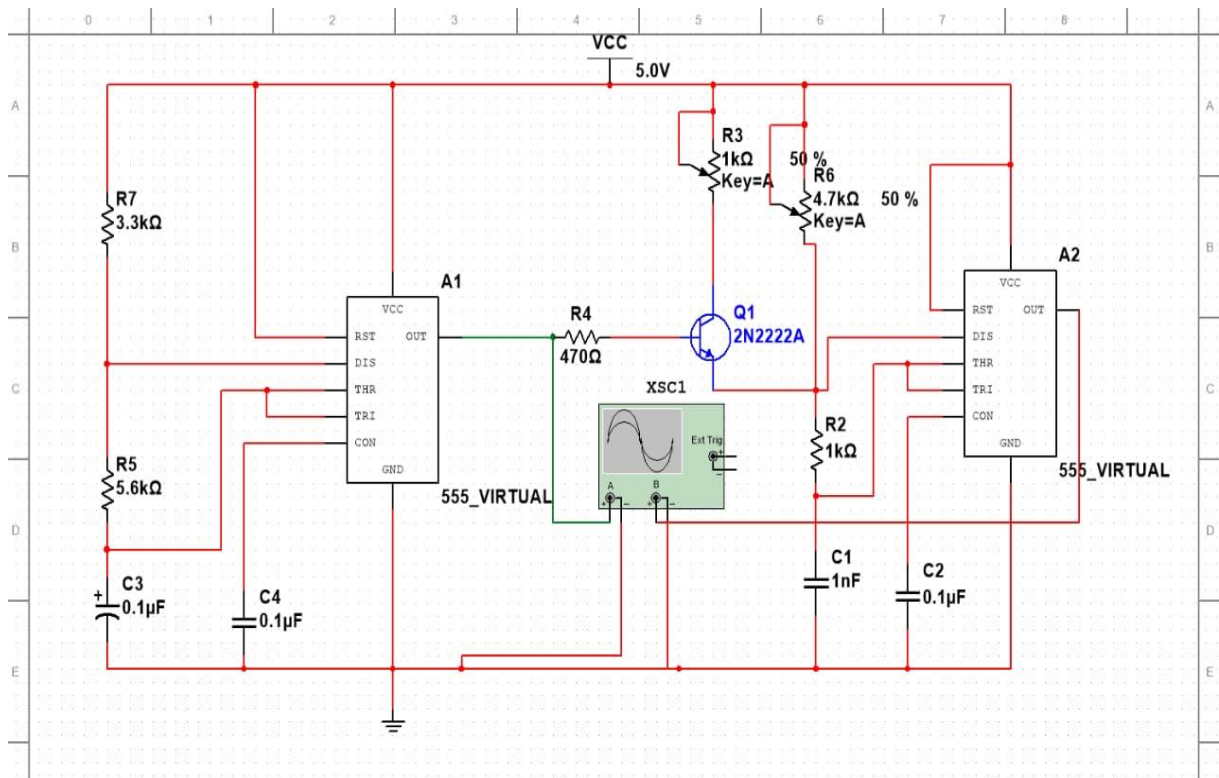 0 1 2 3 4 5 6 7 8
VCC
5.0V
A
A
R3
1kΩ
Key=A
50 %
R6
4.7kΩ
Key=A
50 %
R7
3.3kΩ
B
B
A1
VCC
RST
DIS
THR
TRI
CON
OUT
GND
555_VIRTUAL
R4
470Ω
Q1
2N2222A
A2
VCC
RST
DIS
THR
TRI
CON
OUT
GND
555_VIRTUAL
C
C
XSC1
Ext Trig
+
–
A
B
+
–
+
–
R2
1kΩ
R5
5.6kΩ
D
D
+
C3
0.1µF
C4
0.1µF
C1
1nF
C2
0.1µF
E
E